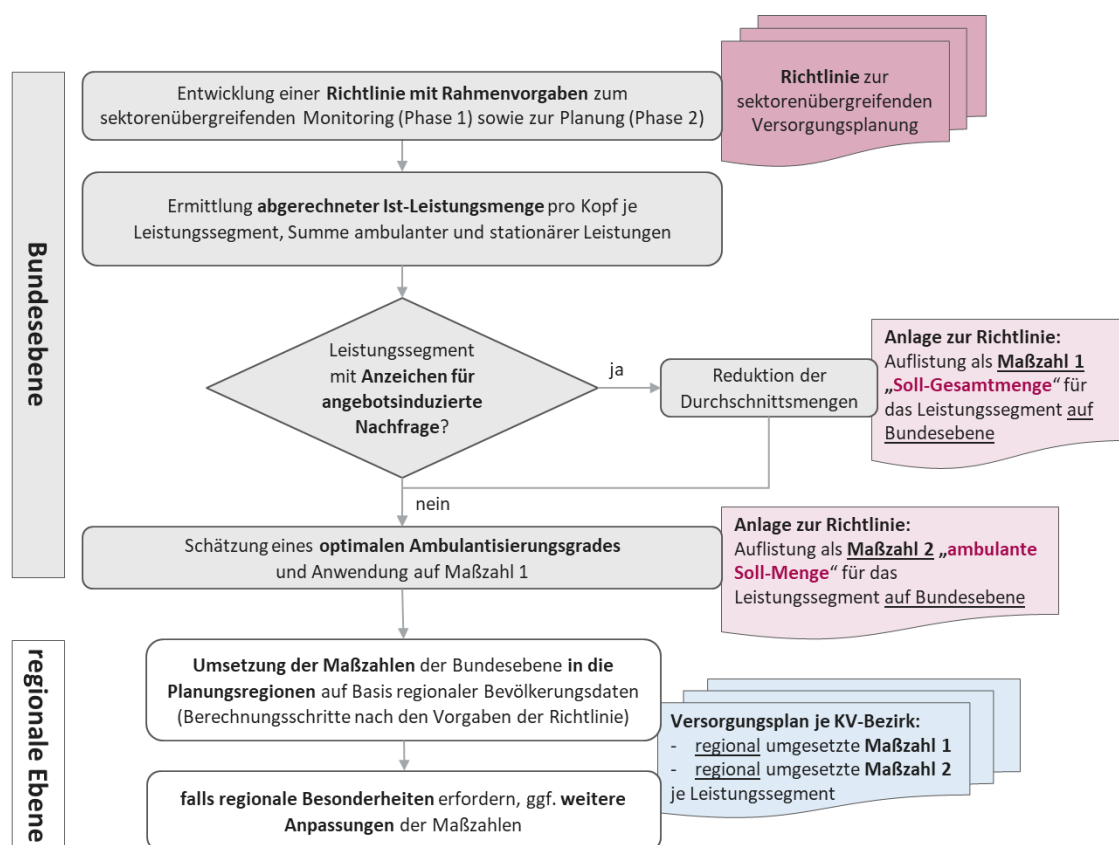 Bundesebene
Entwicklung einer Richtlinie mit Rahmenvorgaben zum
sektorenübergreifenden Monitoring (Phase 1) sowie zur Planung (Phase 2)
Richtlinie zur
sektorenübergreifenden
Versorgungsplanung
Ermittlung abgerechneter Ist-Leistungsmenge pro Kopf je
Leistungssegment, Summe ambulanter und stationärer Leistungen
Leistungssegment
mit Anzeichen für
angebotsinduzierte
Nachfrage?
ja
Reduktion der
Durchschnittsmengen
Anlage zur Richtlinie:
Auflistung als Maßzahl 1
„Soll-Gesamtmenge“ für
das Leistungssegment auf
Bundesebene
nein
Schätzung eines optimalen Ambulantisierungsgrades
und Anwendung auf Maßzahl 1
Anlage zur Richtlinie:
Auflistung als Maßzahl 2 „ambulante
Soll-Menge“ für das
Leistungssegment auf Bundesebene
regionale Ebene
Umsetzung der Maßzahlen der Bundesebene in die
Planungsregionen auf Basis regionaler Bevölkerungsdaten
(Berechnungsschritte nach den Vorgaben der Richtlinie)
Versorgungsplan je KV-Bezirk:
- regional umgesetzte Maßzahl 1
- regional umgesetzte Maßzahl 2
je Leistungssegment
falls regionale Besonderheiten erfordern, ggf. weitere
Anpassungen der Maßzahlen